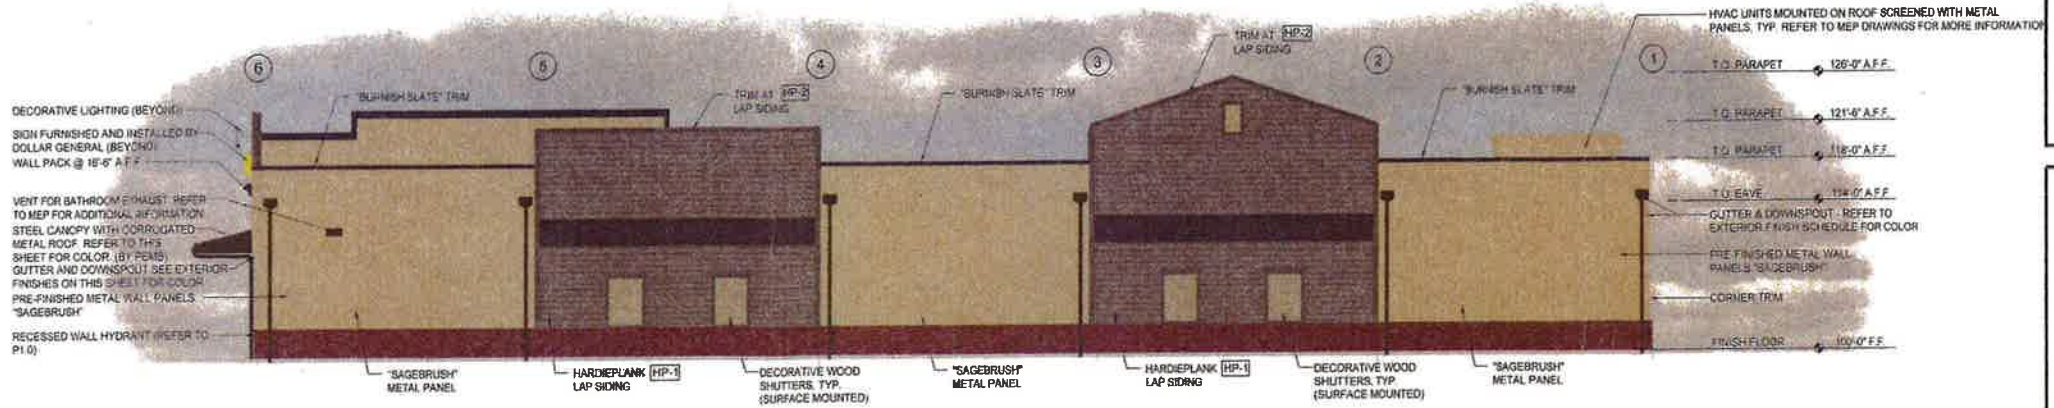 HVAC UNITS MOUNTED ON ROOF SCREENED WITH METAL
PANELS, TYP. REFER TO MEP DRAWINGS FOR MORE INFORMATION
6
5
4
3
2
1
TRIM AT HP-2
LAP SIDING
T.O. PARAPET 126'-0" A.F.F.
"BURNISH SLATE" TRIM
TRIM AT HP-2
LAP SIDING
"BURNISH SLATE" TRIM
"BURNISH SLATE" TRIM
T.O. PARAPET 121'-6" A.F.F.
T.O. PARAPET 118'-0" A.F.F.
T.O. EAVE 114'-0" A.F.F.
DECORATIVE LIGHTING (BEYOND)
SIGN FURNISHED AND INSTALLED BY
DOLLAR GENERAL (BEYOND)
WALL PACK @ 16'-6" A.F.F.
VENT FOR BATHROOM EXHAUST. REFER
TO MEP FOR ADDITIONAL INFORMATION
STEEL CANOPY WITH CORRUGATED
METAL ROOF. REFER TO THIS
SHEET FOR COLOR. (BY PEMB)
GUTTER AND DOWNSPOUT SEE EXTERIOR
FINISHES ON THIS SHEET FOR COLOR
PRE-FINISHED METAL WALL PANELS
"SAGEBRUSH"
RECESSED WALL HYDRANT (REFER TO
P1.0)
GUTTER & DOWNSPOUT - REFER TO
EXTERIOR FINISH SCHEDULE FOR COLOR
PRE-FINISHED METAL WALL
PANELS "SAGEBRUSH"
CORNER TRIM
FINISH FLOOR 100'-0" F.F.
"SAGEBRUSH"
METAL PANEL
HARDIEPLANK HP-1
LAP SIDING
DECORATIVE WOOD
SHUTTERS, TYP.
(SURFACE MOUNTED)
"SAGEBRUSH"
METAL PANEL
HARDIEPLANK HP-1
LAP SIDING
DECORATIVE WOOD
SHUTTERS, TYP.
(SURFACE MOUNTED)
"SAGEBRUSH"
METAL PANEL